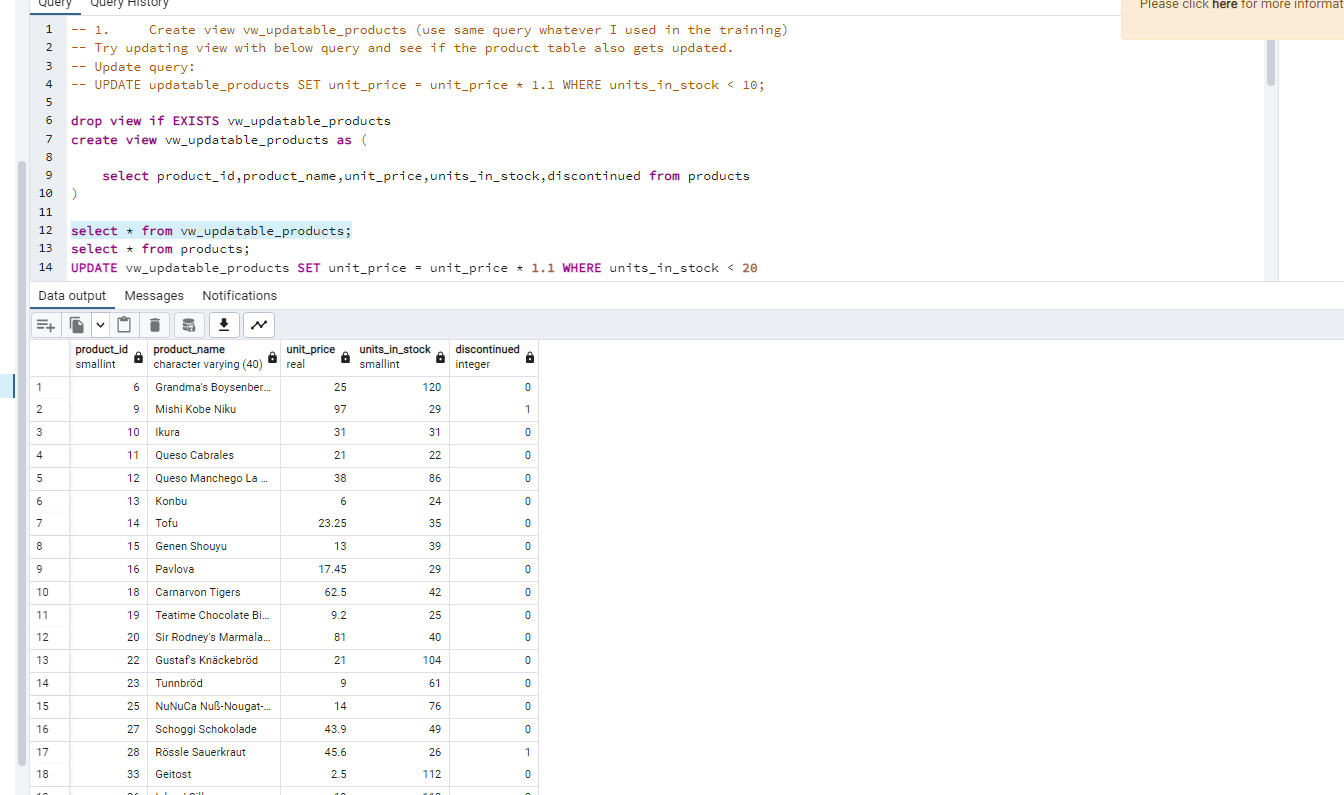 Query Query History
Please click here for more informat
1 -- 1. Create view vw_updatable_products (use same query whatever I used in the training)
2 -- Try updating view with below query and see if the product table also gets updated.
3 -- Update query:
4 -- UPDATE updatable_products SET unit_price = unit_price * 1.1 WHERE units_in_stock < 10;
5
6 drop view if EXISTS vw_updatable_products
7 create view vw_updatable_products as (
8
9 select product_id,product_name,unit_price,units_in_stock,discontinued from products
10 )
11
12 select * from vw_updatable_products;
13 select * from products;
14 UPDATE vw_updatable_products SET unit_price = unit_price * 1.1 WHERE units_in_stock < 20
Data output Messages Notifications
product_id product_name unit_price units_in_stock discontinued
smallint character varying (40) real smallint integer
1 6 Grandma's Boysenber... 25 120 0
2 9 Mishi Kobe Niku 97 29 1
3 10 Ikura 31 31 0
4 11 Queso Cabrales 21 22 0
5 12 Queso Manchego La ... 38 86 0
6 13 Konbu 6 24 0
7 14 Tofu 23.25 35 0
8 15 Genen Shouyu 13 39 0
9 16 Pavlova 17.45 29 0
10 18 Carnarvon Tigers 62.5 42 0
11 19 Teatime Chocolate Bi... 9.2 25 0
12 20 Sir Rodney's Marmala... 81 40 0
13 22 Gustaf's Knäckebröd 21 104 0
14 23 Tunnbröd 9 61 0
15 25 NuNuCa Nuß-Nougat-... 14 76 0
16 27 Schoggi Schokolade 43.9 49 0
17 28 Rössle Sauerkraut 45.6 26 1
18 33 Geitost 2.5 112 0